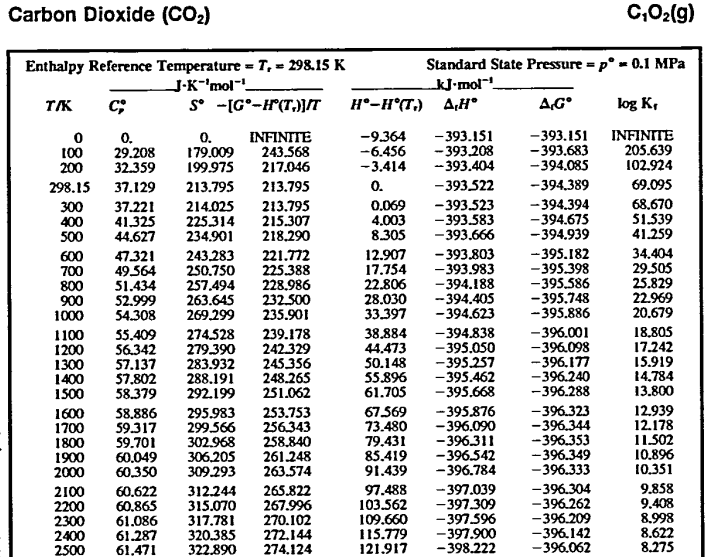 Carbon Dioxide (CO₂) C₁O₂(g)
Enthalpy Reference Temperature = Tᵣ = 298.15 K Standard State Pressure = p° = 0.1 MPa
J·K⁻¹mol⁻¹ kJ·mol⁻¹
T/K C°ₚ S° −[G°−H°(Tᵣ)]/T H°−H°(Tᵣ) Δ_fH° Δ_fG° log K_f
0 0. 0. INFINITE −9.364 −393.151 −393.151 INFINITE
100 29.208 179.009 243.568 −6.456 −393.208 −393.683 205.639
200 32.359 199.975 217.046 −3.414 −393.404 −394.085 102.924
298.15 37.129 213.795 213.795 0. −393.522 −394.389 69.095
300 37.221 214.025 213.795 0.069 −393.523 −394.394 68.670
400 41.325 225.314 215.307 4.003 −393.583 −394.675 51.539
500 44.627 234.901 218.290 8.305 −393.666 −394.939 41.259
600 47.321 243.283 221.772 12.907 −393.803 −395.182 34.404
700 49.564 250.750 225.388 17.754 −393.983 −395.398 29.505
800 51.434 257.494 228.986 22.806 −394.188 −395.586 25.829
900 52.999 263.645 232.500 28.030 −394.405 −395.748 22.969
1000 54.308 269.299 235.901 33.397 −394.623 −395.886 20.679
1100 55.409 274.528 239.178 38.884 −394.838 −396.001 18.805
1200 56.342 279.390 242.329 44.473 −395.050 −396.098 17.242
1300 57.137 283.932 245.356 50.148 −395.257 −396.177 15.919
1400 57.802 288.191 248.265 55.896 −395.462 −396.240 14.784
1500 58.379 292.199 251.062 61.705 −395.668 −396.288 13.800
1600 58.886 295.983 253.753 67.569 −395.876 −396.323 12.939
1700 59.317 299.566 256.343 73.480 −396.090 −396.344 12.178
1800 59.701 302.968 258.840 79.431 −396.311 −396.353 11.502
1900 60.049 306.205 261.248 85.419 −396.542 −396.349 10.896
2000 60.350 309.293 263.574 91.439 −396.784 −396.333 10.351
2100 60.622 312.244 265.822 97.488 −397.039 −396.304 9.858
2200 60.865 315.070 267.996 103.562 −397.309 −396.262 9.408
2300 61.086 317.781 270.102 109.660 −397.596 −396.209 8.998
2400 61.287 320.385 272.144 115.779 −397.900 −396.142 8.622
2500 61.471 322.890 274.124 121.917 −398.222 −396.062 8.275